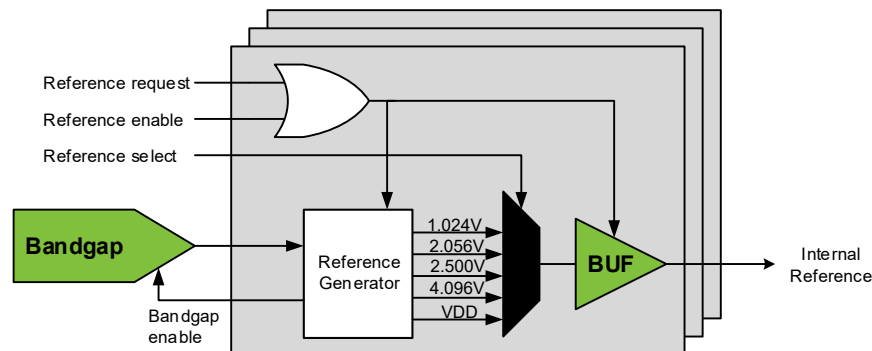 Reference request
Reference enable
Reference select
Bandgap
Bandgap
enable
Reference
Generator
1.024V
2.056V
2.500V
4.096V
VDD
BUF
Internal
Reference